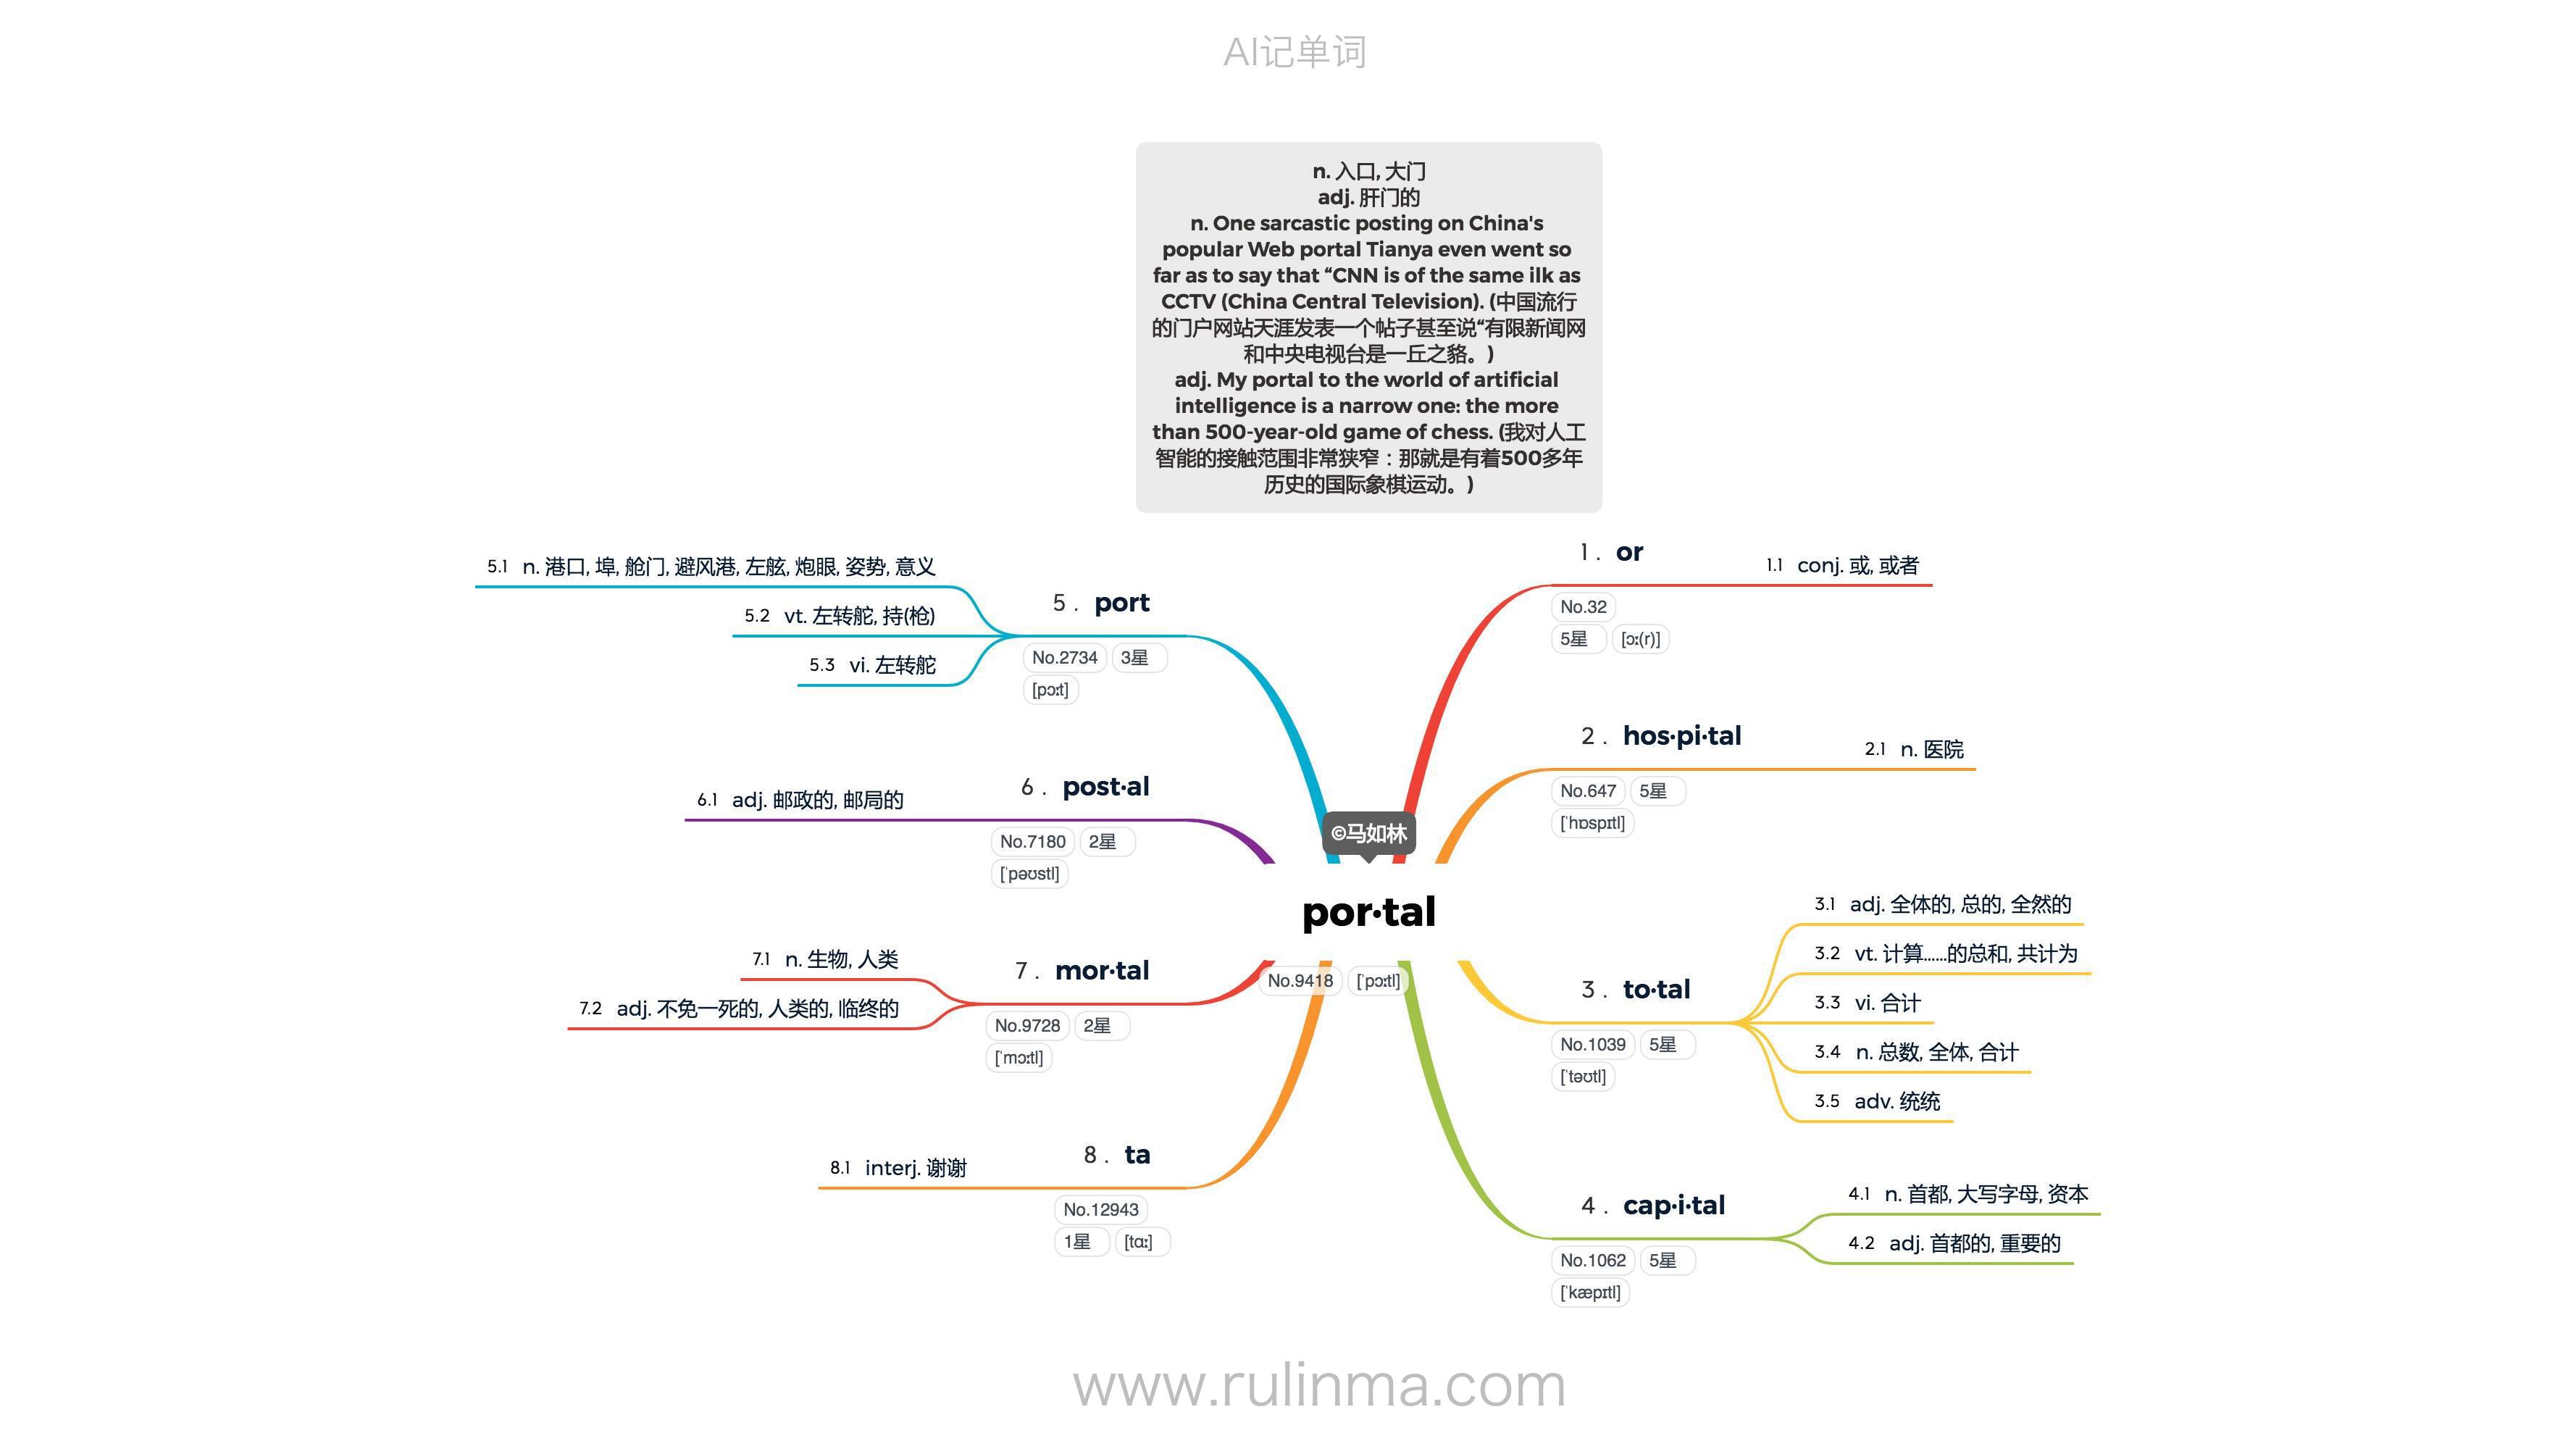 AI记单词
n. 入口, 大门
adj. 肝门的
n. One sarcastic posting on China's
popular Web portal Tianya even went so
far as to say that “CNN is of the same ilk as
CCTV (China Central Television). (中国流行
的门户网站天涯发表一个帖子甚至说“有限新闻网
和中央电视台是一丘之貉。)
adj. My portal to the world of artificial
intelligence is a narrow one: the more
than 500-year-old game of chess. (我对人工
智能的接触范围非常狭窄：那就是有着500多年
历史的国际象棋运动。)
©马如林
por·tal
No.9418 [ˈpɔːtl]
1. or
No.32
5星 [ɔː(r)]
1.1 conj. 或, 或者
2. hos·pi·tal
No.647 5星
[ˈhɒspɪtl]
2.1 n. 医院
3. to·tal
No.1039 5星
[ˈtəʊtl]
3.1 adj. 全体的, 总的, 全然的
3.2 vt. 计算……的总和, 共计为
3.3 vi. 合计
3.4 n. 总数, 全体, 合计
3.5 adv. 统统
4. cap·i·tal
No.1062 5星
[ˈkæpɪtl]
4.1 n. 首都, 大写字母, 资本
4.2 adj. 首都的, 重要的
5. port
No.2734 3星
[pɔːt]
5.1 n. 港口, 埠, 舱门, 避风港, 左舷, 炮眼, 姿势, 意义
5.2 vt. 左转舵, 持(枪)
5.3 vi. 左转舵
6. post·al
No.7180 2星
[ˈpəʊstl]
6.1 adj. 邮政的, 邮局的
7. mor·tal
No.9728 2星
[ˈmɔːtl]
7.1 n. 生物, 人类
7.2 adj. 不免一死的, 人类的, 临终的
8. ta
No.12943
1星 [tɑː]
8.1 interj. 谢谢
www.rulinma.com